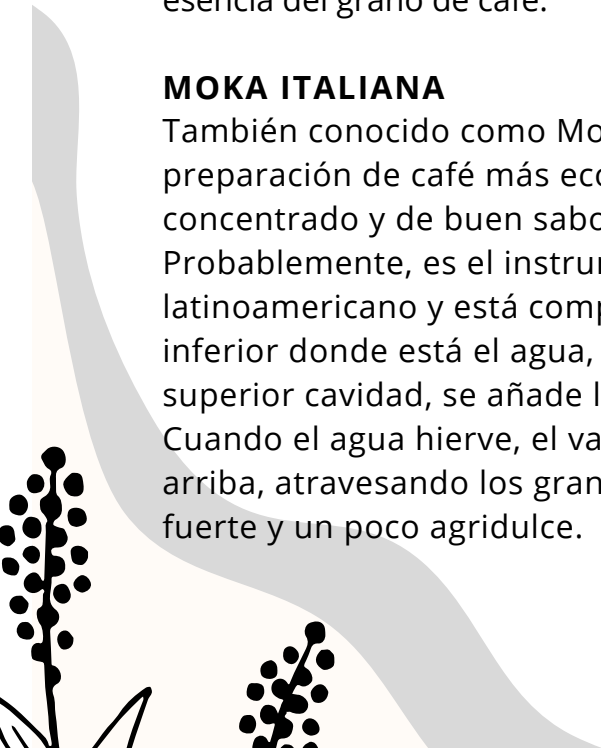 esencia del grano de café.
MOKA ITALIANA
También conocido como Mo
preparación de café más
concentrado y de buen
Probablemente, es el
latinoamericano y está
inferior donde está el agua,
superior cavidad, se añade
Cuando el agua hierve, el
arriba, atravesando los
fuerte y un poco agridulce.